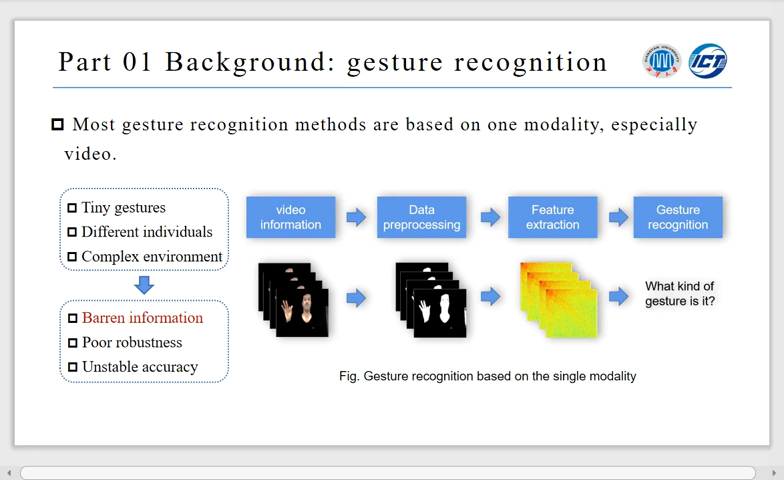 Part 01 Background: gesture recognition
ICT
Most gesture recognition methods are based on one modality, especially
video.
Tiny gestures
Different individuals
Complex environment
Barren information
Poor robustness
Unstable accuracy
video
information
Data
preprocessing
Feature
extraction
Gesture
recognition
What kind of
gesture is it?
Fig. Gesture recognition based on the single modality